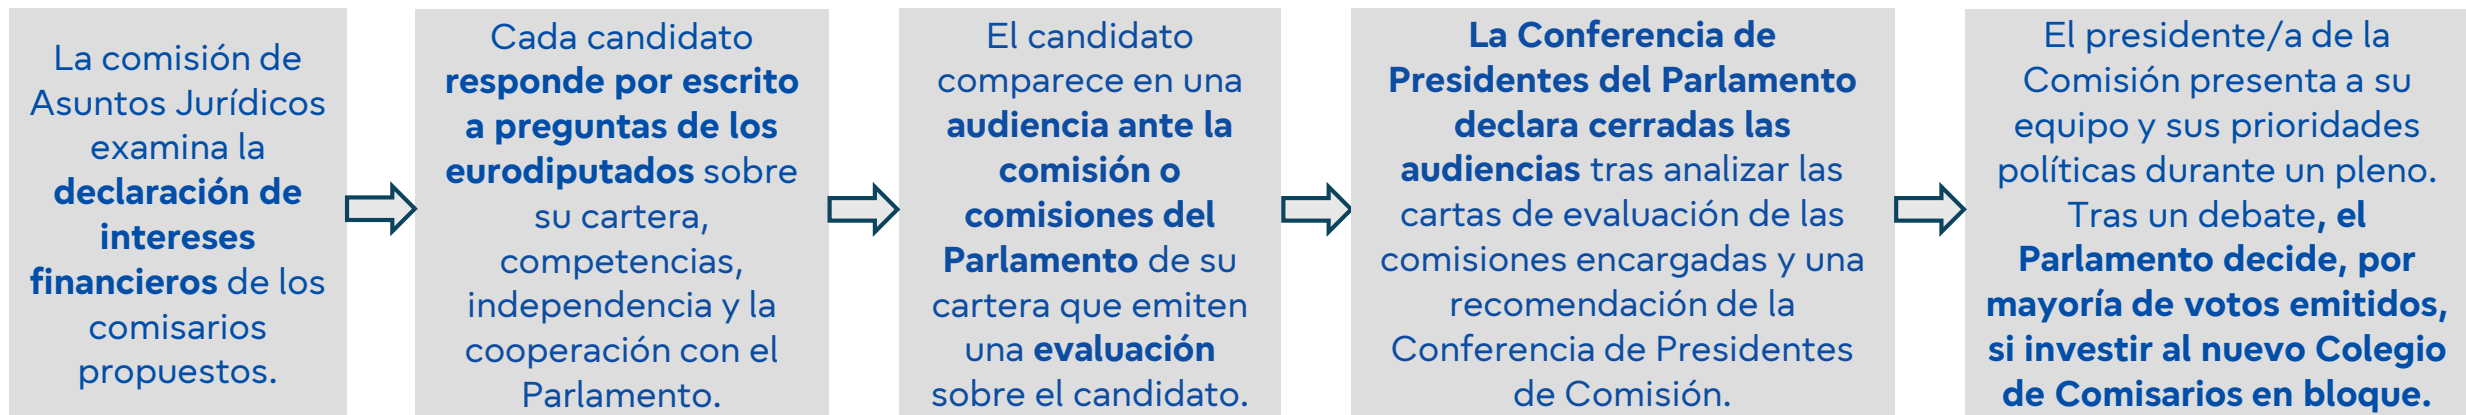 La comisión de
Asuntos Jurídicos
examina la
declaración de
intereses
financieros de los
comisarios
propuestos.
Cada candidato
responde por escrito
a preguntas de los
eurodiputados sobre
su cartera,
competencias,
independencia y la
cooperación con el
Parlamento.
El candidato
comparece en una
audiencia ante la
comisión o
comisiones del
Parlamento de su
cartera que emiten
una evaluación
sobre el candidato.
La Conferencia de
Presidentes del Parlamento
declara cerradas las
audiencias tras analizar las
cartas de evaluación de las
comisiones encargadas y una
recomendación de la
Conferencia de Presidentes
de Comisión.
El presidente/a de la
Comisión presenta a su
equipo y sus prioridades
políticas durante un pleno.
Tras un debate, el
Parlamento decide, por
mayoría de votos emitidos,
si investir al nuevo Colegio
de Comisarios en bloque.